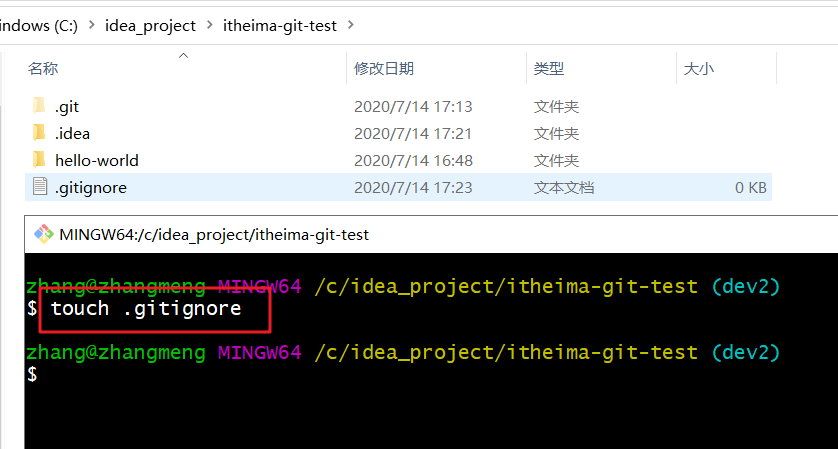 indows (C:) > idea_project > itheima-git-test >
名称 修改日期 类型 大小
.git 2020/7/14 17:13 文件夹
.idea 2020/7/14 17:21 文件夹
hello-world 2020/7/14 16:48 文件夹
.gitignore 2020/7/14 17:23 文本文档 0 KB
MINGW64:/c/idea_project/itheima-git-test
zhang@zhangmeng MINGW64 /c/idea_project/itheima-git-test (dev2)
$ touch .gitignore
zhang@zhangmeng MINGW64 /c/idea_project/itheima-git-test (dev2)
$